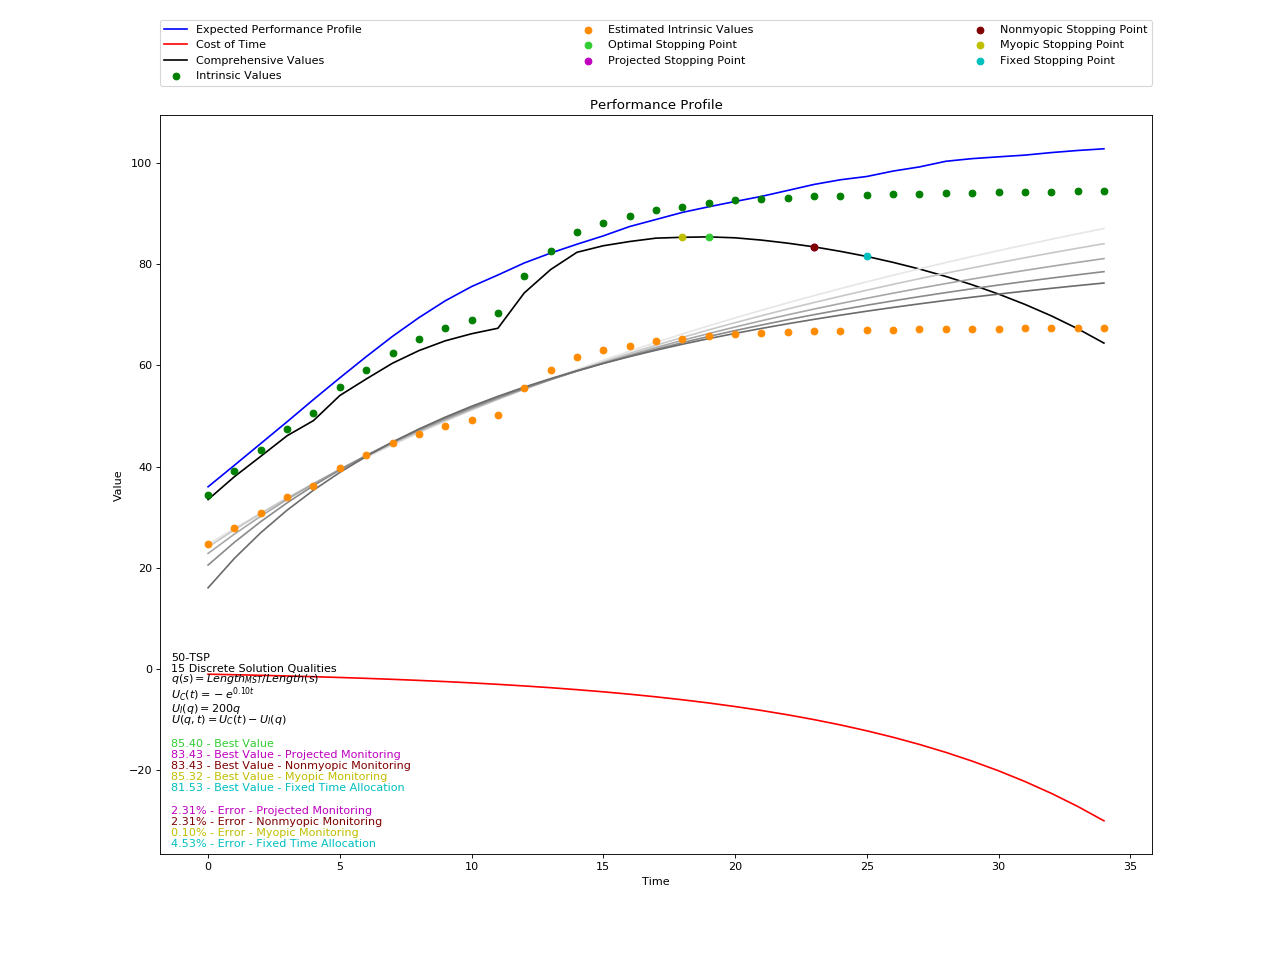 Expected Performance Profile
Cost of Time
Comprehensive Values
Intrinsic Values
Estimated Intrinsic Values
Optimal Stopping Point
Projected Stopping Point
Nonmyopic Stopping Point
Myopic Stopping Point
Fixed Stopping Point
Performance Profile
100
80
60
40
20
0
−20
Value
50-TSP
15 Discrete Solution Qualities
q(s) = Length_MST/Length(s)
U_C(t) = −e^{0.10t}
U_I(q) = 200q
U(q, t) = U_C(t) − U_I(q)
85.40 - Best Value
83.43 - Best Value - Projected Monitoring
83.43 - Best Value - Nonmyopic Monitoring
85.32 - Best Value - Myopic Monitoring
81.53 - Best Value - Fixed Time Allocation
2.31% - Error - Projected Monitoring
2.31% - Error - Nonmyopic Monitoring
0.10% - Error - Myopic Monitoring
4.53% - Error - Fixed Time Allocation
0 5 10 15 20 25 30 35
Time